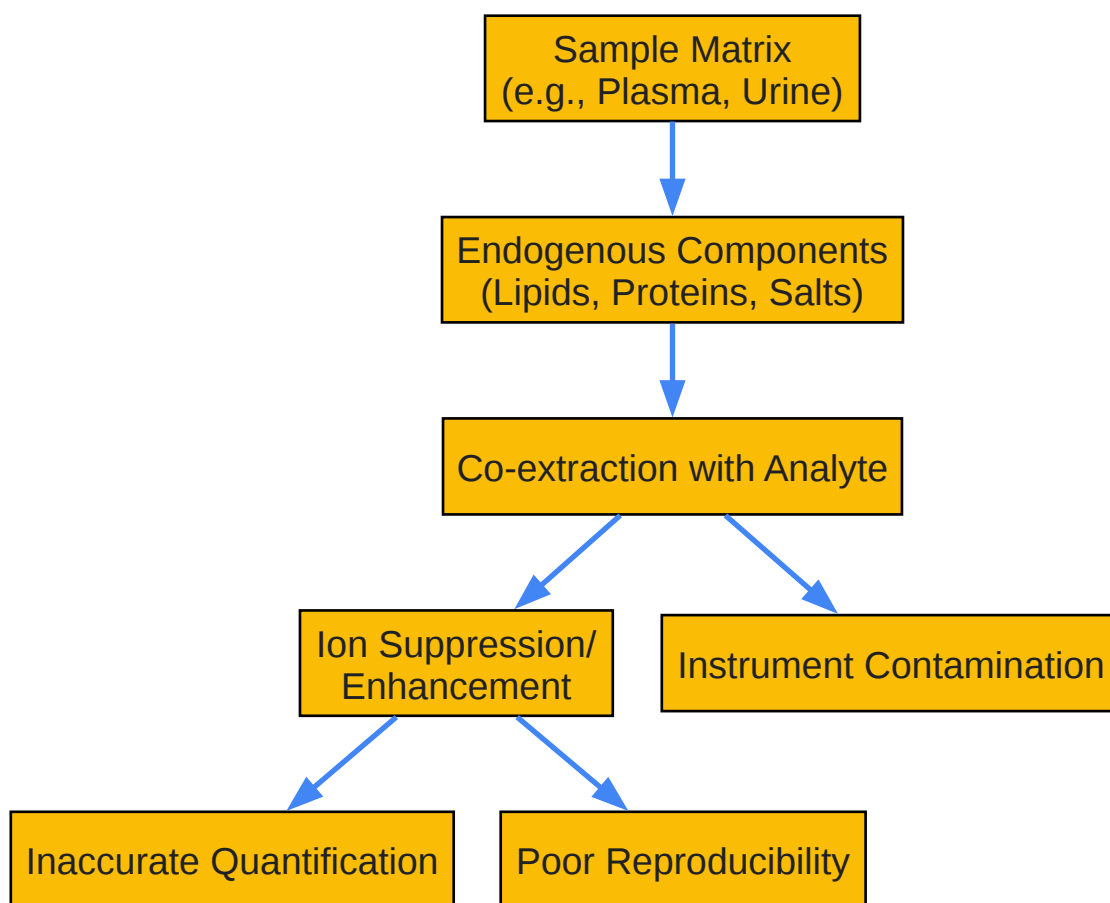 Sample Matrix
(e.g., Plasma, Urine)
Endogenous Components
(Lipids, Proteins, Salts)
Co-extraction with Analyte
Ion Suppression/
Enhancement
Instrument Contamination
Inaccurate Quantification
Poor Reproducibility